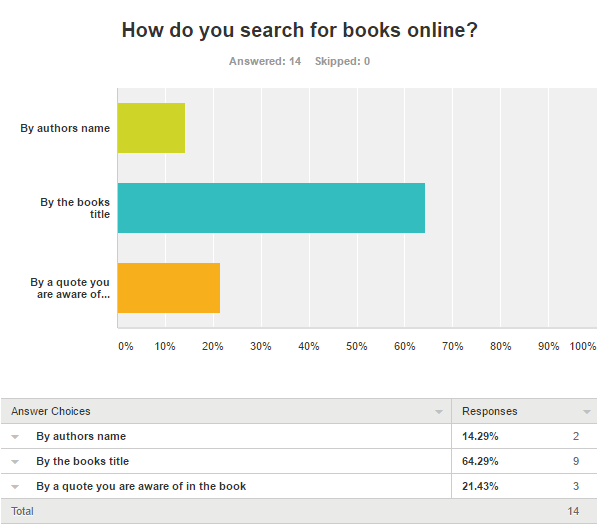 How do you search for books online?
Answered: 14 Skipped: 0
By authors name
By the books
title
By a quote you
are aware of...
0% 10% 20% 30% 40% 50% 60% 70% 80% 90% 100%
Answer Choices Responses
By authors name 14.29% 2
By the books title 64.29% 9
By a quote you are aware of in the book 21.43% 3
Total 14